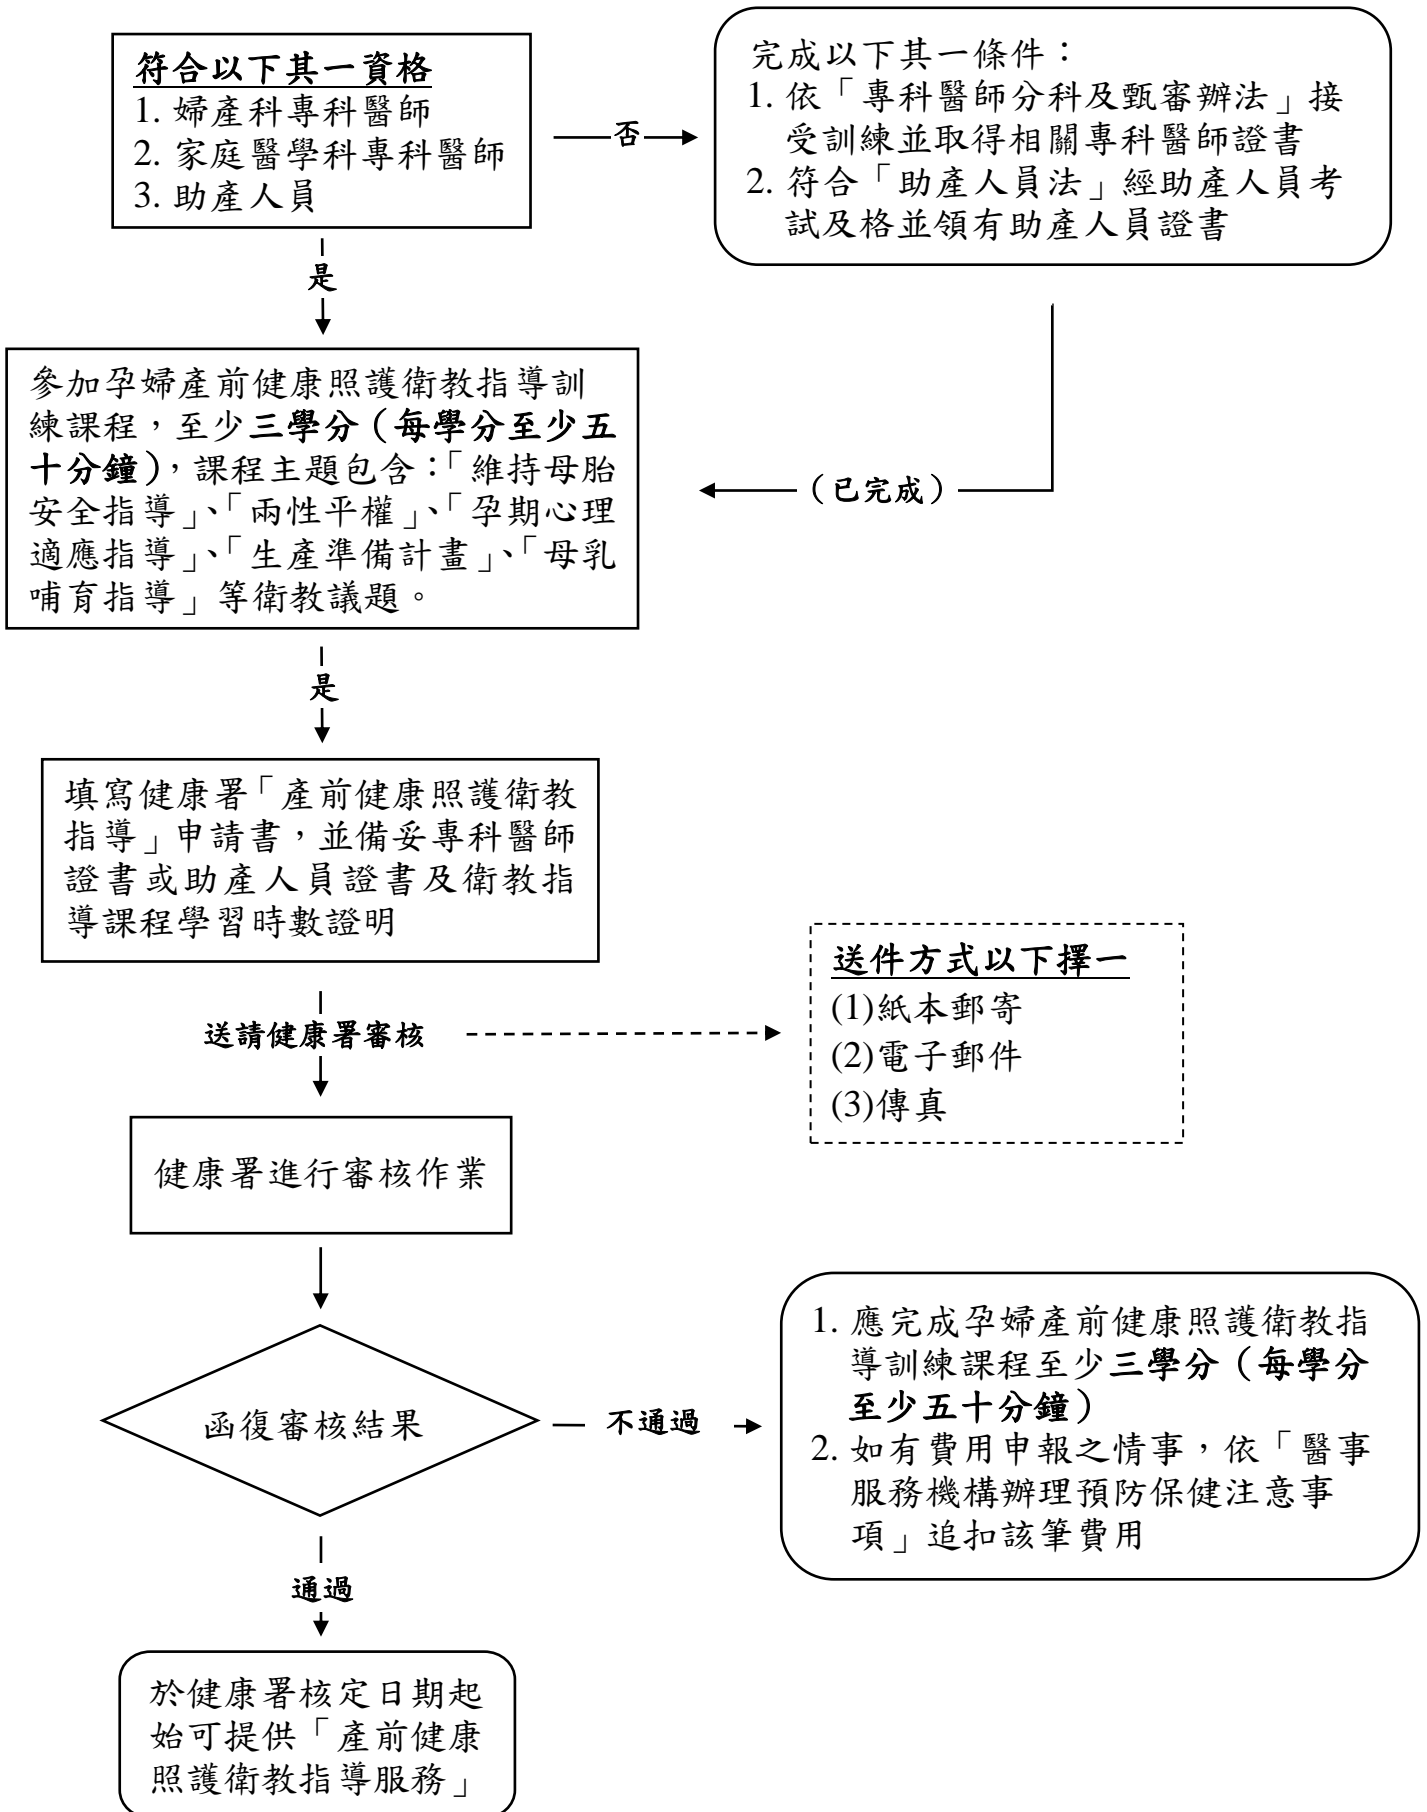 符合以下其一資格
1. 婦產科專科醫師
2. 家庭醫學科專科醫師
3. 助產人員
否
完成以下其一條件：
1. 依「專科醫師分科及甄審辦法」接
受訓練並取得相關專科醫師證書
2. 符合「助產人員法」經助產人員考
試及格並領有助產人員證書
是
參加孕婦產前健康照護衛教指導訓
練課程，至少三學分（每學分至少五
十分鐘），課程主題包含：「維持母胎
安全指導」、「兩性平權」、「孕期心理
適應指導」、「生產準備計畫」、「母乳
哺育指導」等衛教議題。
（已完成）
是
填寫健康署「產前健康照護衛教
指導」申請書，並備妥專科醫師
證書或助產人員證書及衛教指
導課程學習時數證明
送請健康署審核
送件方式以下擇一
(1)紙本郵寄
(2)電子郵件
(3)傳真
健康署進行審核作業
函復審核結果
不通過
1. 應完成孕婦產前健康照護衛教指
導訓練課程至少三學分（每學分
至少五十分鐘）
2. 如有費用申報之情事，依「醫事
服務機構辦理預防保健注意事
項」追扣該筆費用
通過
於健康署核定日期起
始可提供「產前健康
照護衛教指導服務」